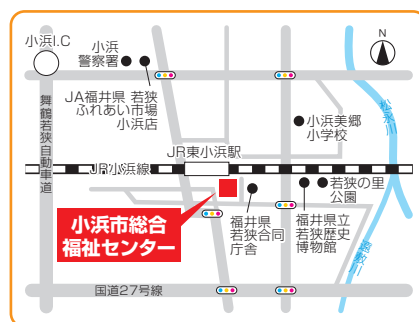 小浜I.C
小浜
警察署
N
JA福井県 若狭
ふれあい市場
小浜店
舞鶴若狭自動車道
松永川
小浜美郷
小学校
JR東小浜駅
JR小浜線
若狭の里
公園
小浜市総合
福祉センター
福井県
若狭合同
庁舎
福井県立
若狭歴史
博物館
遠敷川
国道27号線